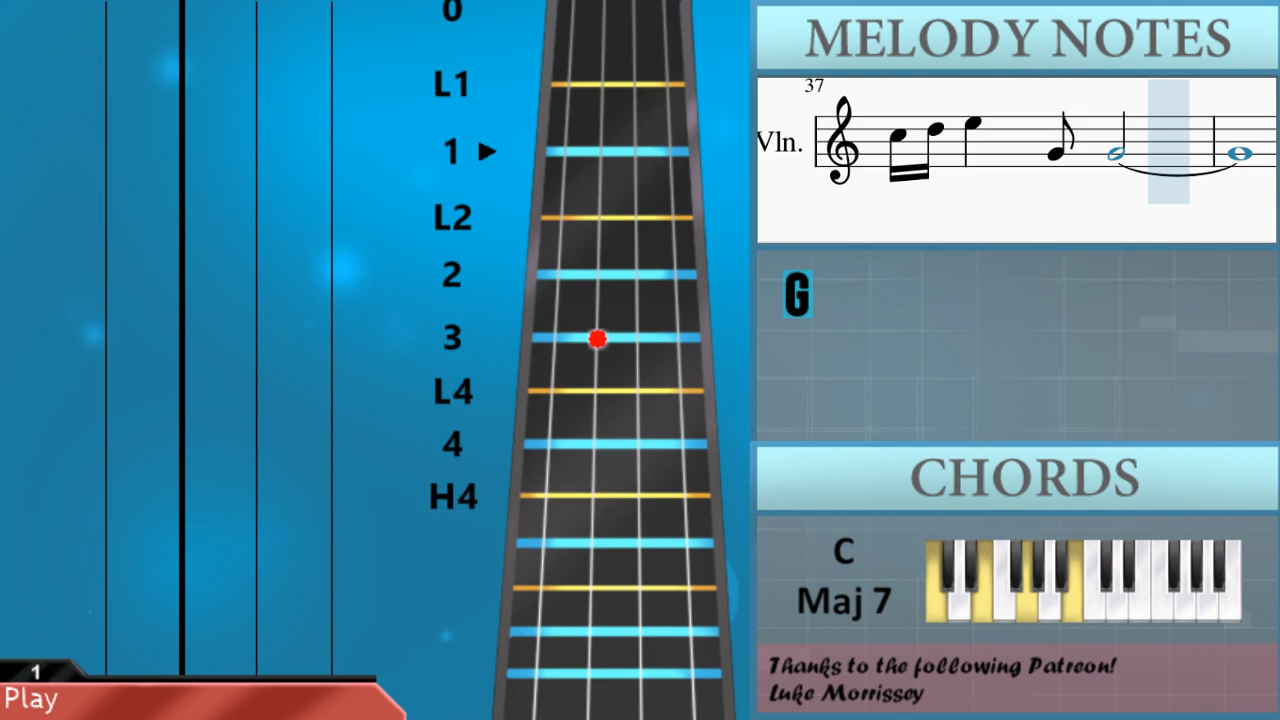 0
L1
1 ►
L2
2
3
L4
4
H4
1
Play
MELODY NOTES
37
Vln.
G
CHORDS
C
Maj 7
Thanks to the following Patreon!
Luke Morrissey